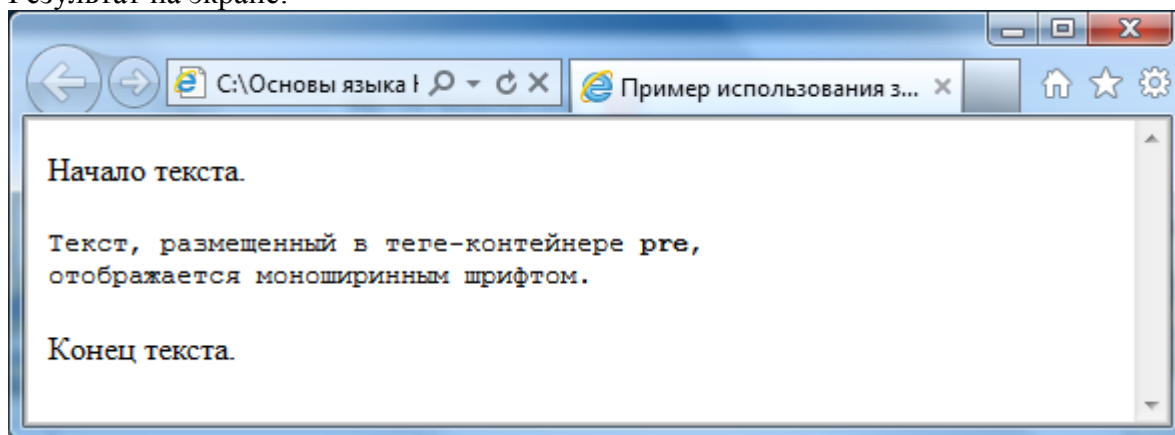 Результат на экране:
С:\Основы языка
Пример использования з...
Начало текста.
Текст, размещенный в теге-контейнере pre,
отображается моноширинным шрифтом.
Конец текста.